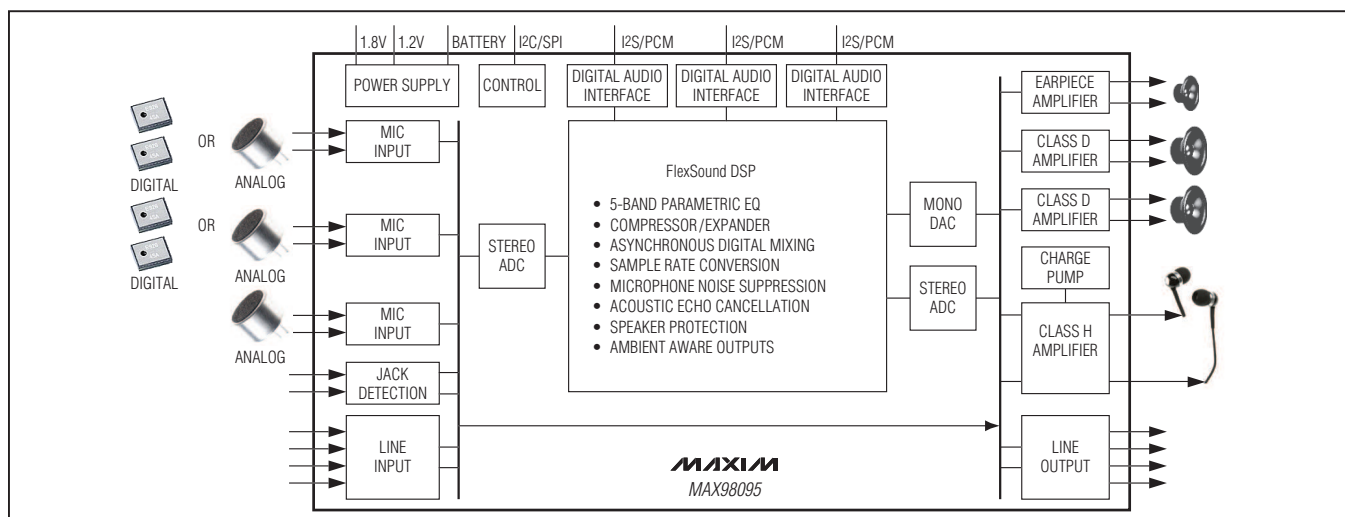 1.8V
1.2V
BATTERY
I2C/SPI
I2S/PCM
I2S/PCM
I2S/PCM
POWER SUPPLY
CONTROL
DIGITAL AUDIO
INTERFACE
DIGITAL AUDIO
INTERFACE
DIGITAL AUDIO
INTERFACE
DIGITAL
OR
ANALOG
DIGITAL
OR
ANALOG
ANALOG
MIC
INPUT
MIC
INPUT
MIC
INPUT
JACK
DETECTION
LINE
INPUT
STEREO
ADC
FlexSound DSP
• 5-BAND PARAMETRIC EQ
• COMPRESSOR/EXPANDER
• ASYNCHRONOUS DIGITAL MIXING
• SAMPLE RATE CONVERSION
• MICROPHONE NOISE SUPPRESSION
• ACOUSTIC ECHO CANCELLATION
• SPEAKER PROTECTION
• AMBIENT AWARE OUTPUTS
MONO
DAC
STEREO
ADC
EARPIECE
AMPLIFIER
CLASS D
AMPLIFIER
CLASS D
AMPLIFIER
CHARGE
PUMP
CLASS H
AMPLIFIER
LINE
OUTPUT
MAXIM
MAX98095